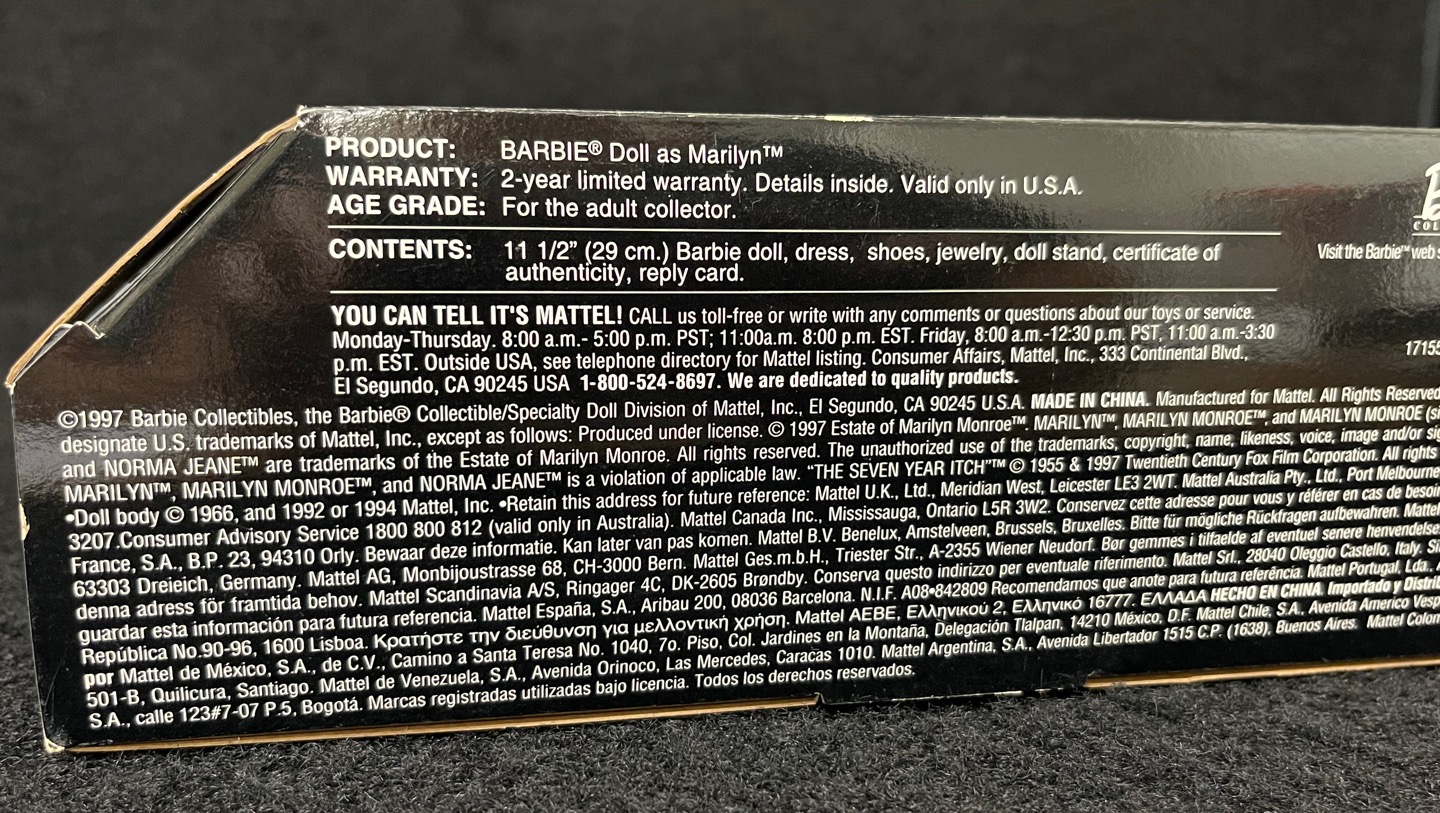 PRODUCT: BARBIE® Doll as Marilyn™
WARRANTY: 2-year limited warranty. Details inside. Valid only in U.S.A.
AGE GRADE: For the adult collector.
CONTENTS: 11 1/2” (29 cm.) Barbie doll, dress, shoes, jewelry, doll stand, certificate of
authenticity, reply card.
Visit the Barbie™ web
YOU CAN TELL IT'S MATTEL! CALL us toll-free or write with any comments or questions about our toys or service.
Monday-Thursday. 8:00 a.m.- 5:00 p.m. PST; 11:00a.m. 8:00 p.m. EST. Friday, 8:00 a.m.-12:30 p.m. PST, 11:00 a.m.-3:30
p.m. EST. Outside USA, see telephone directory for Mattel listing. Consumer Affairs, Mattel, Inc., 333 Continental Blvd.,
El Segundo, CA 90245 USA 1-800-524-8697. We are dedicated to quality products.
17155
©1997 Barbie Collectibles, the Barbie® Collectible/Specialty Doll Division of Mattel, Inc., El Segundo, CA 90245 U.S.A. MADE IN CHINA. Manufactured for Mattel. All Rights Reserved
designate U.S. trademarks of Mattel, Inc., except as follows: Produced under license. © 1997 Estate of Marilyn Monroe™. MARILYN™, MARILYN MONROE™, and MARILYN MONROE
and NORMA JEANE™ are trademarks of the Estate of Marilyn Monroe. All rights reserved. The unauthorized use of the trademarks, copyright, name, likeness, voice, image and/or
MARILYN™, MARILYN MONROE™, and NORMA JEANE™ is a violation of applicable law. “THE SEVEN YEAR ITCH”™ © 1955 & 1997 Twentieth Century Fox Film Corporation. All rights
•Doll body © 1966, and 1992 or 1994 Mattel, Inc. •Retain this address for future reference: Mattel U.K., Ltd., Meridian West, Leicester LE3 2WT. Mattel Australia Pty., Ltd., Port Melbourne
3207.Consumer Advisory Service 1800 800 812 (valid only in Australia). Mattel Canada Inc., Mississauga, Ontario L5R 3W2. Conservez cette adresse pour vous y référer en cas de besoin
France, S.A., B.P. 23, 94310 Orly. Bewaar deze informatie. Kan later van pas komen. Mattel B.V. Benelux, Amstelveen, Brussels, Bruxelles. Bitte für mögliche Rückfragen aufbewahren. Mattel
63303 Dreieich, Germany. Mattel AG, Monbijoustrasse 68, CH-3000 Bern. Mattel Ges.m.b.H., Triester Str., A-2355 Wiener Neudorf. Bør gemmes i tilfaelde af eventuel senere henvendelse
denna adress för framtida behov. Mattel Scandinavia A/S, Ringager 4C, DK-2605 Brøndby. Conserva questo indirizzo per eventuale riferimento. Mattel Srl., 28040 Oleggio Castello, Italy.
guardar esta información para futura referencia. Mattel España, S.A., Aribau 200, 08036 Barcelona. N.I.F. A08•842809 Recomendamos que anote para futura referência. Mattel Portugal, Lda.,
República No.90-96, 1600 Lisboa. Κρατήστε την διεύθυνση για μελλοντική χρήση. Mattel AEBE, Ελληνικού 2, Ελληνικό 16777, ΕΛΛΑΔΑ HECHO EN CHINA. Importado y
por Mattel de México, S.A., de C.V., Camino a Santa Teresa No. 1040, 7o. Piso, Col. Jardines en la Montaña, Delegación Tlalpan, 14210 México, D.F. Mattel Chile, S.A., Avenida Americo
501-B, Quilicura, Santiago. Mattel de Venezuela, S.A., Avenida Orinoco, Las Mercedes, Caracas 1010. Mattel Argentina, S.A., Avenida Libertador 1515 C.P. (1638), Buenos Aires. Mattel
S.A., calle 123#7-07 P.5, Bogotá. Marcas registradas utilizadas bajo licencia. Todos los derechos reservados.